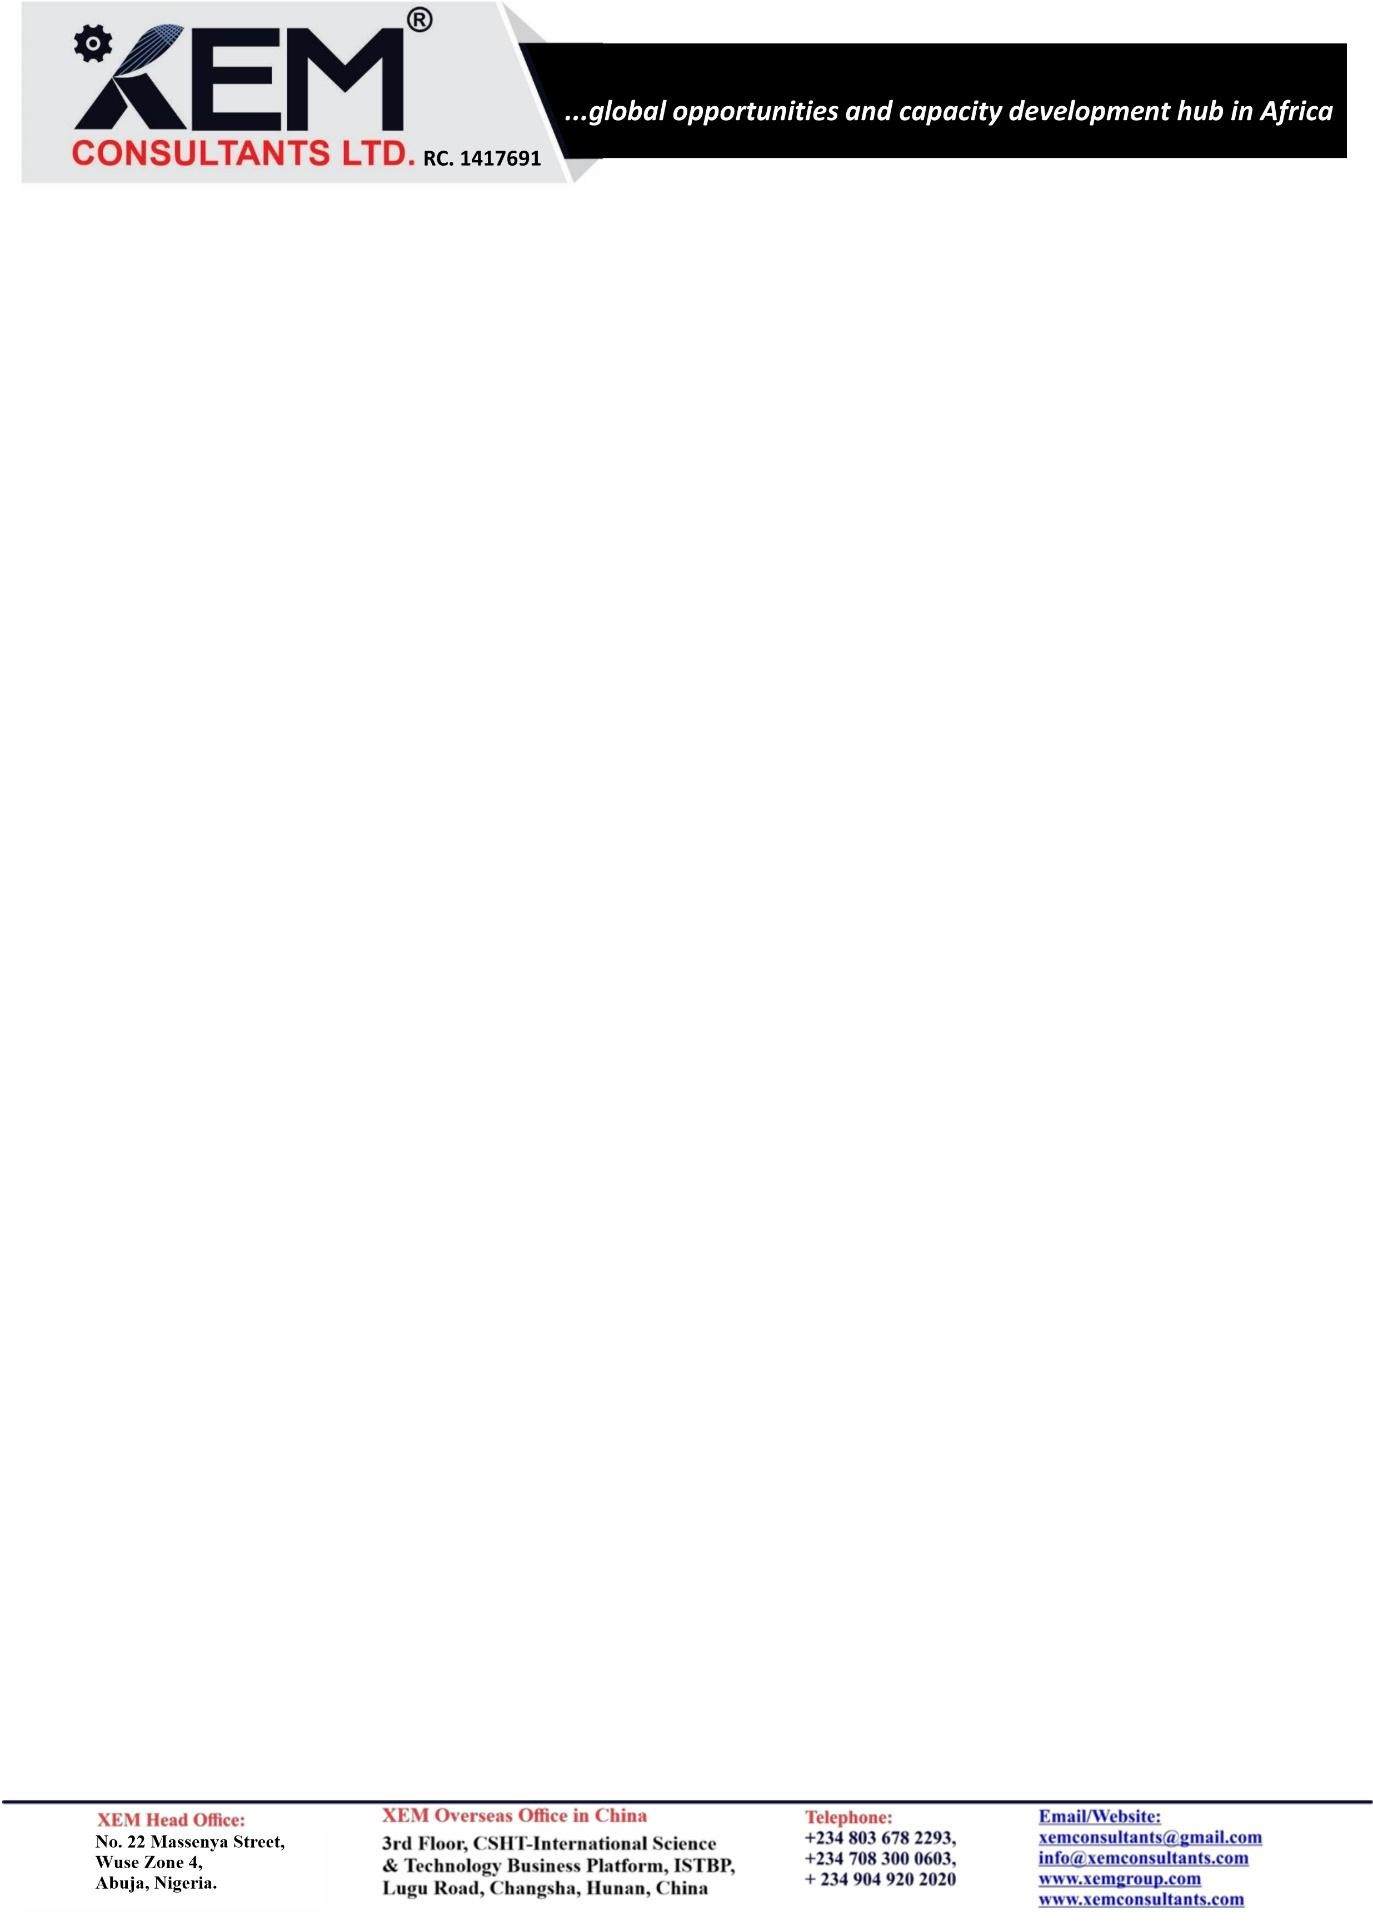 XEM®
CONSULTANTS LTD. RC. 1417691
...global opportunities and capacity development hub in Africa
XEM Head Office:
No. 22 Massenya Street,
Wuse Zone 4,
Abuja, Nigeria.
XEM Overseas Office in China
3rd Floor, CSHT-International Science
& Technology Business Platform, ISTBP,
Lugu Road, Changsha, Hunan, China
Telephone:
+234 803 678 2293,
+234 708 300 0603,
+ 234 904 920 2020
Email/Website:
xemconsultants@gmail.com
info@xemconsultants.com
www.xemgroup.com
www.xemconsultants.com